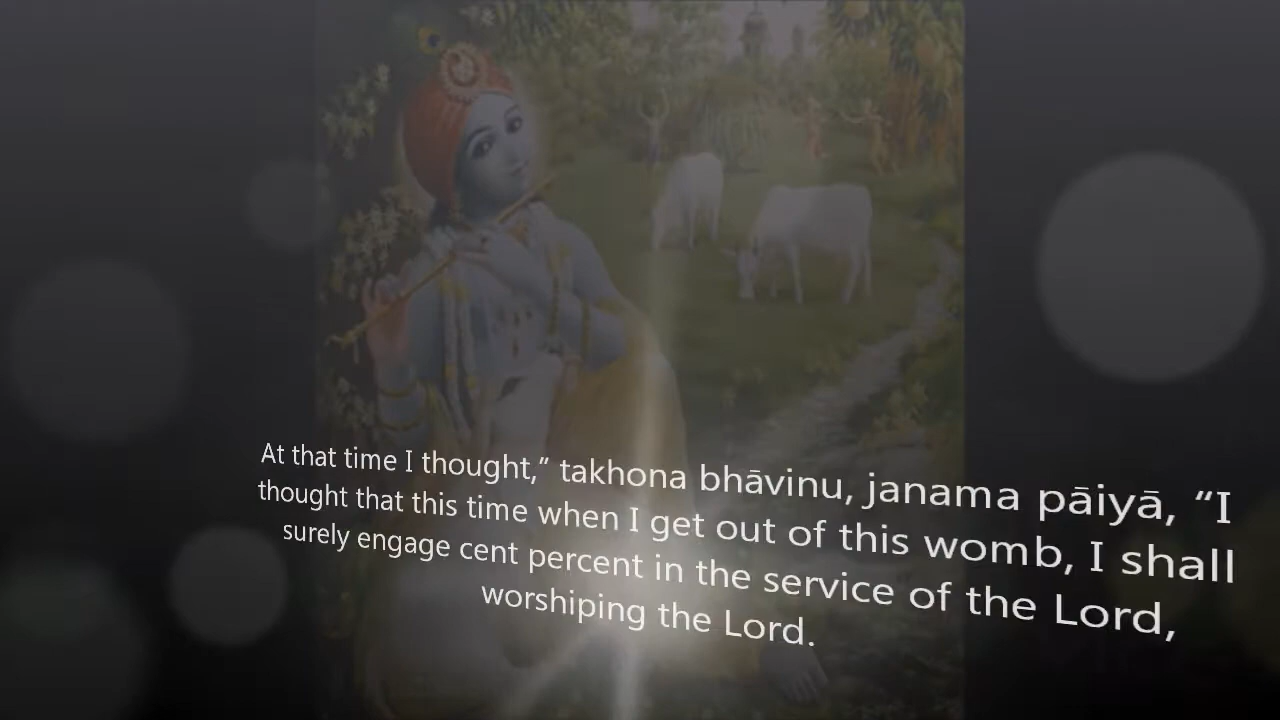 At that time I thought,” takhona bhāvinu, janama pāiyā, “I
thought that this time when I get out of this womb, I shall
surely engage cent percent in the service of the Lord,
worshiping the Lord.